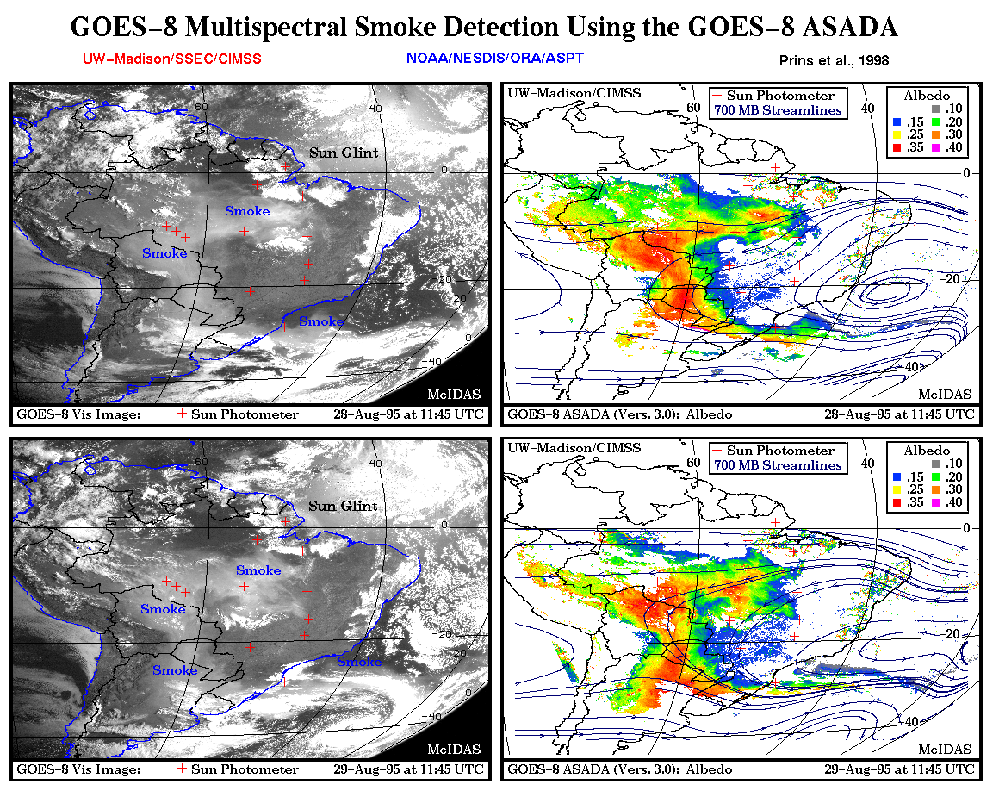 GOES−8 Multispectral Smoke Detection Using the GOES−8 ASADA
UW−Madison/SSEC/CIMSS
NOAA/NESDIS/ORA/ASPT
Prins et al., 1998
60
40
Sun Glint
0
Smoke
Smoke
−20
20
Smoke
0
−40
McIDAS
GOES−8 Vis Image: + Sun Photometer 28−Aug−95 at 11:45 UTC
UW−Madison/CIMSS
+ Sun Photometer
700 MB Streamlines
Albedo
.10
.15 .20
.25 .30
.35 .40
60
40
0
−20
−40
McIDAS
GOES−8 ASADA (Vers. 3.0): Albedo 28−Aug−95 at 11:45 UTC
60
40
Sun Glint
0
Smoke
Smoke
−20
20
Smoke
Smoke
0
−40
McIDAS
GOES−8 Vis Image: + Sun Photometer 29−Aug−95 at 11:45 UTC
UW−Madison/CIMSS
+ Sun Photometer
700 MB Streamlines
Albedo
.10
.15 .20
.25 .30
.35 .40
60
40
0
−20
−40
McIDAS
GOES−8 ASADA (Vers. 3.0): Albedo 29−Aug−95 at 11:45 UTC